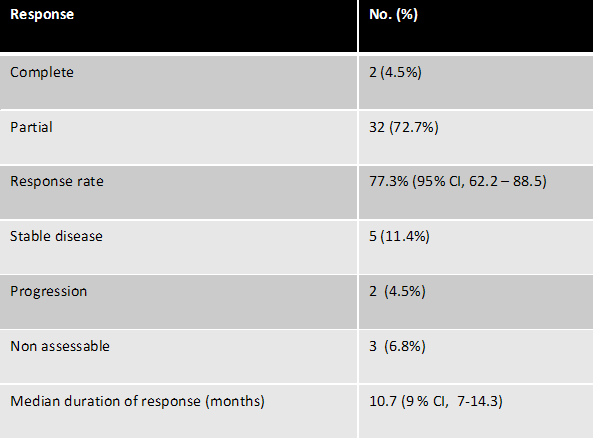 Response No. (%)
Complete 2 (4.5%)
Partial 32 (72.7%)
Response rate 77.3% (95% CI, 62.2 – 88.5)
Stable disease 5 (11.4%)
Progression 2 (4.5%)
Non assessable 3 (6.8%)
Median duration of response (months) 10.7 (9 % CI, 7-14.3)